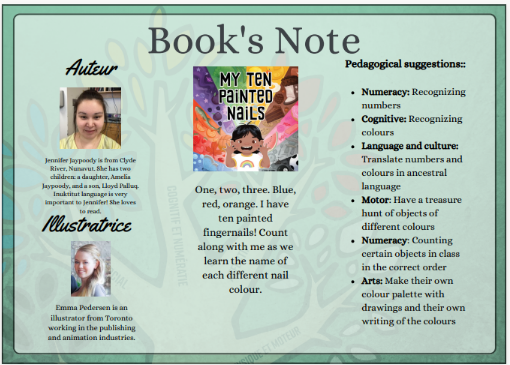 Book's Note
Auteur
Jennifer Jaypoody is from Clyde
River, Nunavut. She has two
children: a daughter, Amelia
Jaypoody, and a son, Lloyd Palluq.
Inuktitut language is very
important to Jennifer! She loves
to read.
Illustratrice
Emma Pedersen is an
illustrator from Toronto
working in the publishing
and animation industries.
MY TEN
PAINTED
NAILS
One, two, three. Blue,
red, orange. I have
ten painted
fingernails! Count
along with me as we
learn the name of
each different nail
colour.
Pedagogical suggestions::
• Numeracy: Recognizing
numbers
• Cognitive: Recognizing
colours
• Language and culture:
Translate numbers and
colours in ancestral
language
• Motor: Have a treasure
hunt of objects of
different colours
• Numeracy: Counting
certain objects in class
in the correct order
• Arts: Make their own
colour palette with
drawings and their own
writing of the colours